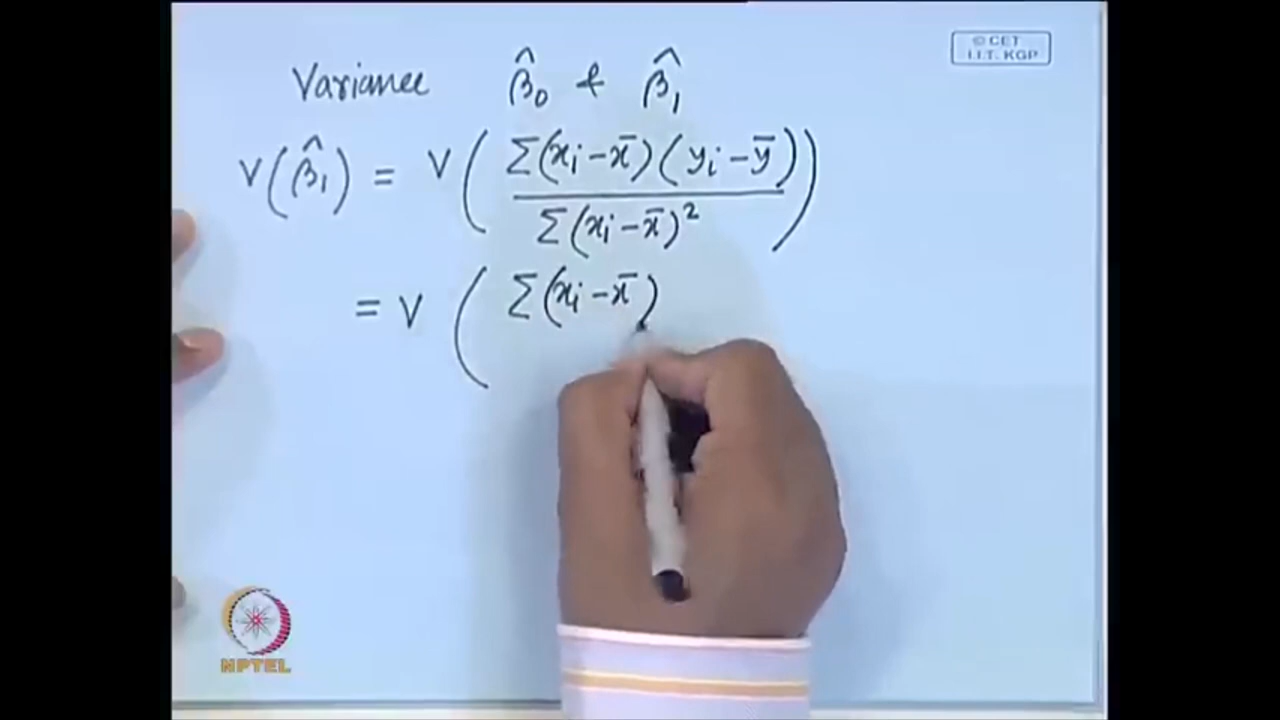 © CET
I.I.T. KGP
Variance β̂₀ & β̂₁
V(β̂₁) = V( Σ(xᵢ-x̄)(yᵢ-ȳ) / Σ(xᵢ-x̄)² )
= V ( Σ(xᵢ-x̄)
NPTEL